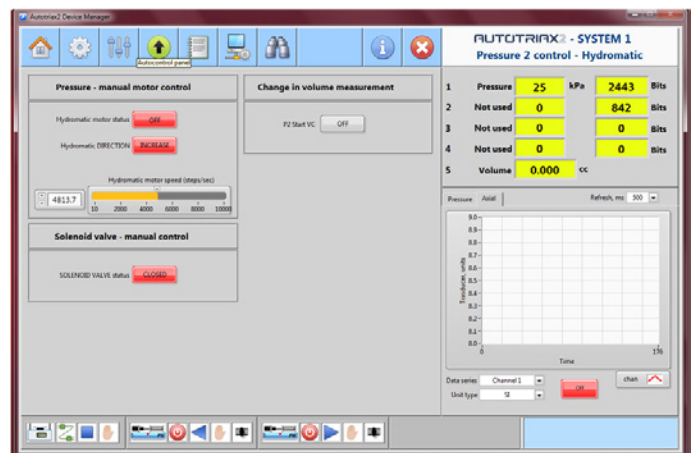 Autotriax2 Device Manager
Autocontrol panel
AUTOTRIAX2 - SYSTEM 1
Pressure 2 control - Hydromatic
Pressure - manual motor control
Hydromatic motor status OFF
Hydromatic DIRECTION INCREASE
Hydromatic motor speed (steps/sec)
4813.7
10 2000 4000 6000 8000 10000
Solenoid valve - manual control
SOLENOID VALVE status CLOSED
Change in volume measurement
P2 Start VC OFF
1 Pressure 25 kPa 2443 Bits
2 Not used 0 842 Bits
3 Not used 0 0 Bits
4 Not used 0 0 Bits
5 Volume 0.000 cc
Pressure Axial Refresh, ms 500
Tranducer, units
9.0
8.8
8.7
8.6
8.5
8.4
8.3
8.2
8.1
8.0
0 176
Time
Data series Channel 1 Off chan
Unit type SI